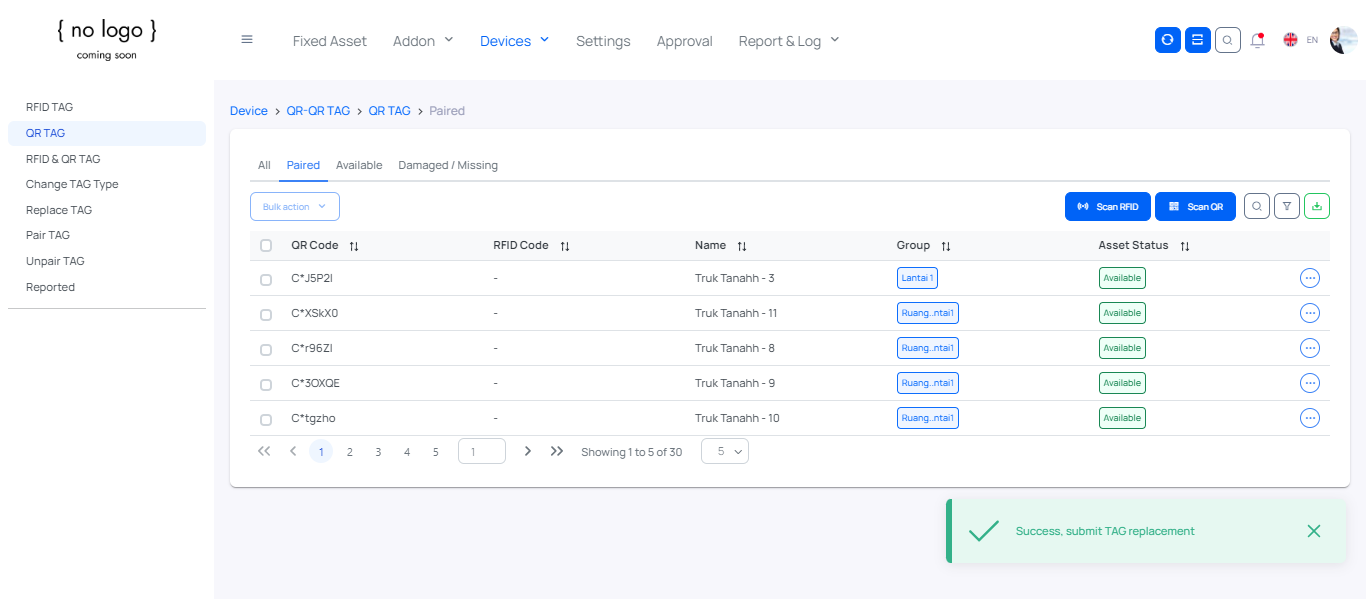 { no logo }
coming soon
Fixed Asset Addon Devices Settings Approval Report & Log EN
RFID TAG
QR TAG
RFID & QR TAG
Change TAG Type
Replace TAG
Pair TAG
Unpair TAG
Reported
Device > QR-QR TAG > QR TAG > Paired
All Paired Available Damaged / Missing
Bulk action Scan RFID Scan QR
QR Code RFID Code Name Group Asset Status
C*J5P2I - Truk Tanahh - 3 Lantai 1 Available
C*XSkX0 - Truk Tanahh - 11 Ruang..ntai1 Available
C*r96ZI - Truk Tanahh - 8 Ruang..ntai1 Available
C*3OXQE - Truk Tanahh - 9 Ruang..ntai1 Available
C*tgzho - Truk Tanahh - 10 Ruang..ntai1 Available
1 2 3 4 5 1 Showing 1 to 5 of 30 5
Success, submit TAG replacement